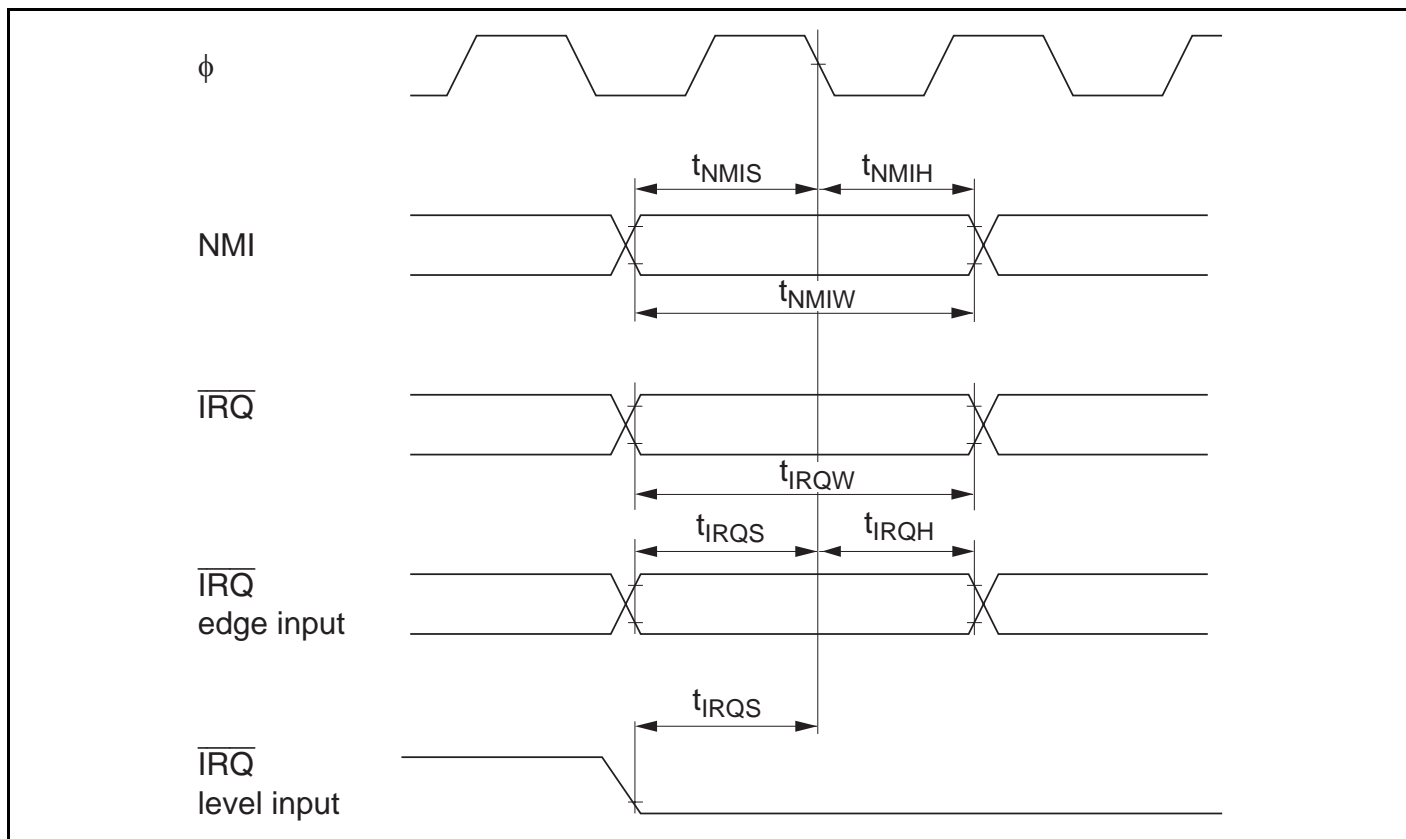 ϕ
tNMIS tNMIH
NMI
tNMIW
IRQ
tIRQW
tIRQS tIRQH
IRQ
edge input
tIRQS
IRQ
level input